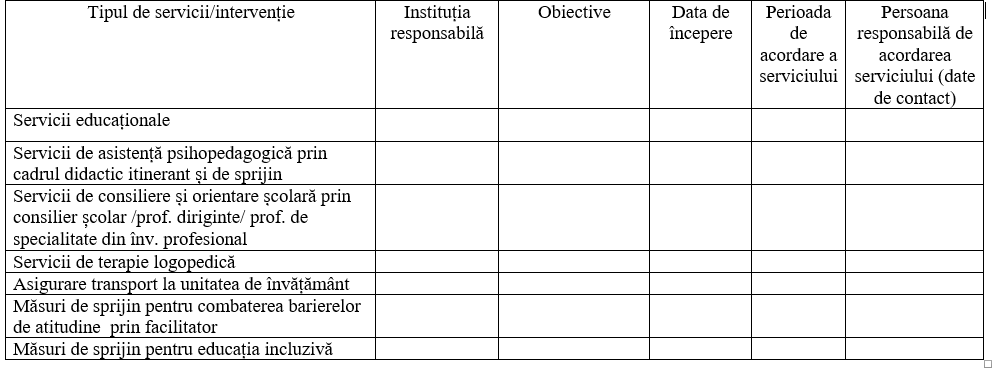 Tipul de servicii/intervenție
Instituția
responsabilă
Obiective
Data de
începere
Perioada
de
acordare a
serviciului
Persoana
responsabilă de
acordarea
serviciului (date
de contact)
Servicii educaționale
Servicii de asistență psihopedagogică prin
cadrul didactic itinerant și de sprijin
Servicii de consiliere și orientare școlară prin
consilier școlar /prof. diriginte/ prof. de
specialitate din înv. profesional
Servicii de terapie logopedică
Asigurare transport la unitatea de învățământ
Măsuri de sprijin pentru combaterea barierelor
de atitudine  prin facilitator
Măsuri de sprijin pentru educația incluzivă